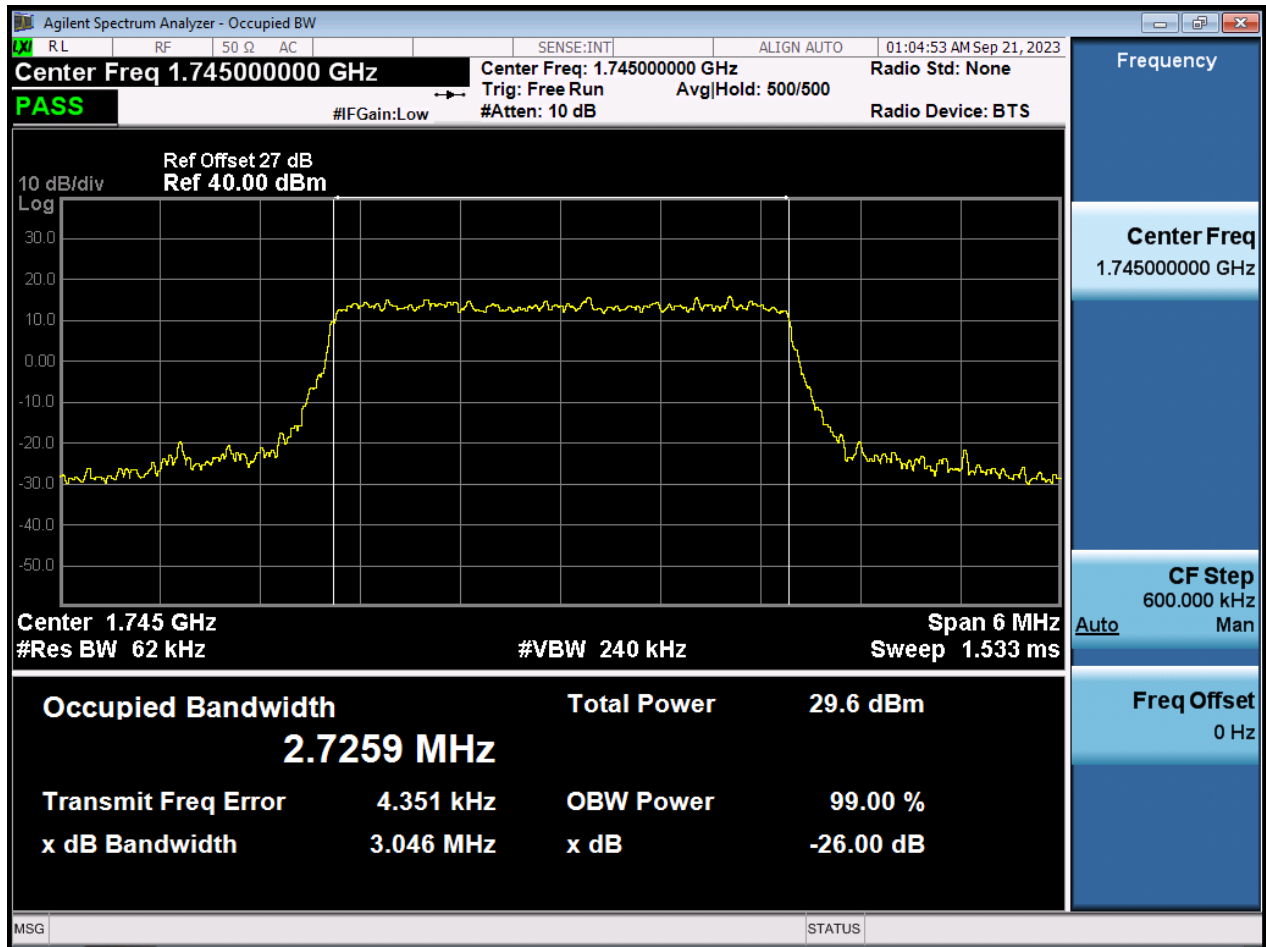 Agilent Spectrum Analyzer - Occupied BW
LXI RL RF 50 Ω AC SENSE:INT ALIGN AUTO 01:04:53 AM Sep 21, 2023
Center Freq 1.745000000 GHz
Center Freq: 1.745000000 GHz
Radio Std: None
Trig: Free Run Avg|Hold: 500/500
PASS
#IFGain:Low
#Atten: 10 dB
Radio Device: BTS
Ref Offset 27 dB
10 dB/div Ref 40.00 dBm
Log
30.0
20.0
10.0
0.00
-10.0
-20.0
-30.0
-40.0
-50.0
Center 1.745 GHz Span 6 MHz
#Res BW 62 kHz #VBW 240 kHz Sweep 1.533 ms
Occupied Bandwidth Total Power 29.6 dBm
2.7259 MHz
Transmit Freq Error 4.351 kHz OBW Power 99.00 %
x dB Bandwidth 3.046 MHz x dB -26.00 dB
MSG STATUS
Frequency
Center Freq
1.745000000 GHz
CF Step
600.000 kHz
Auto Man
Freq Offset
0 Hz